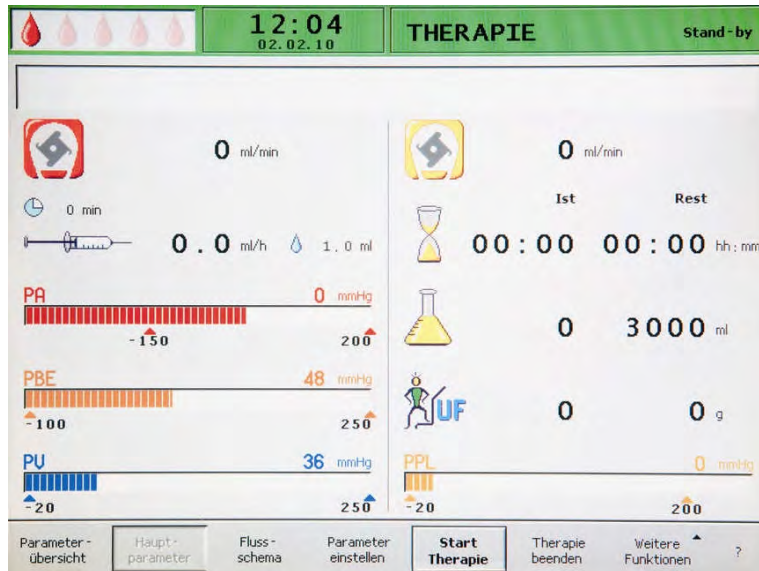 12:04
02.02.10
THERAPIE
Stand-by
0 ml/min
0 min
0.0 ml/h 1.0 ml
PA 0 mmHg
-150 200
PBE 48 mmHg
-100 250
PV 36 mmHg
-20 250
0 ml/min
Ist Rest
00:00 00:00 hh:mm
0 3000 ml
UF 0 0 g
PPL 0 mmHg
-20 200
Parameter-
übersicht
Haupt-
parameter
Fluss-
schema
Parameter
einstellen
Start
Therapie
Therapie
beenden
Weitere
Funktionen
?